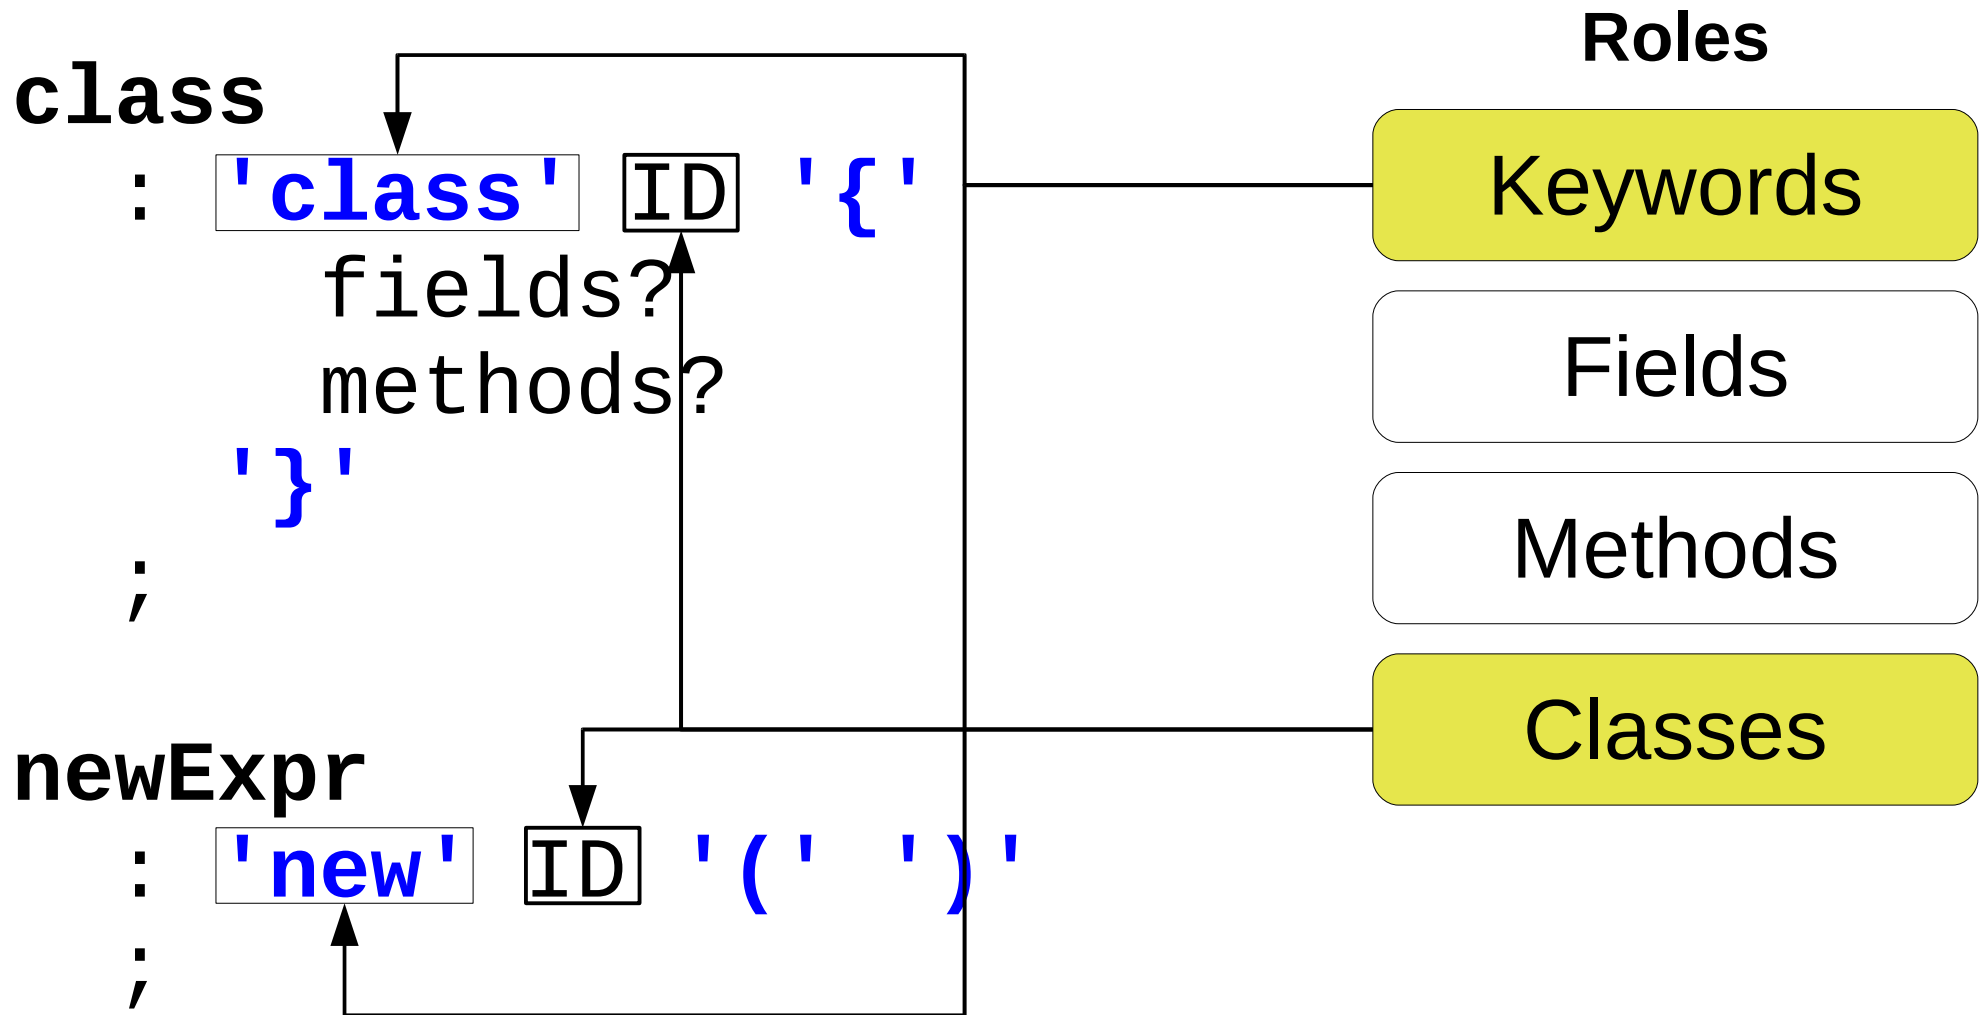 class
: 'class' ID '{'
fields?
methods?
'}'
;
newExpr
: 'new' ID '(' ')'
;
Roles
Keywords
Fields
Methods
Classes